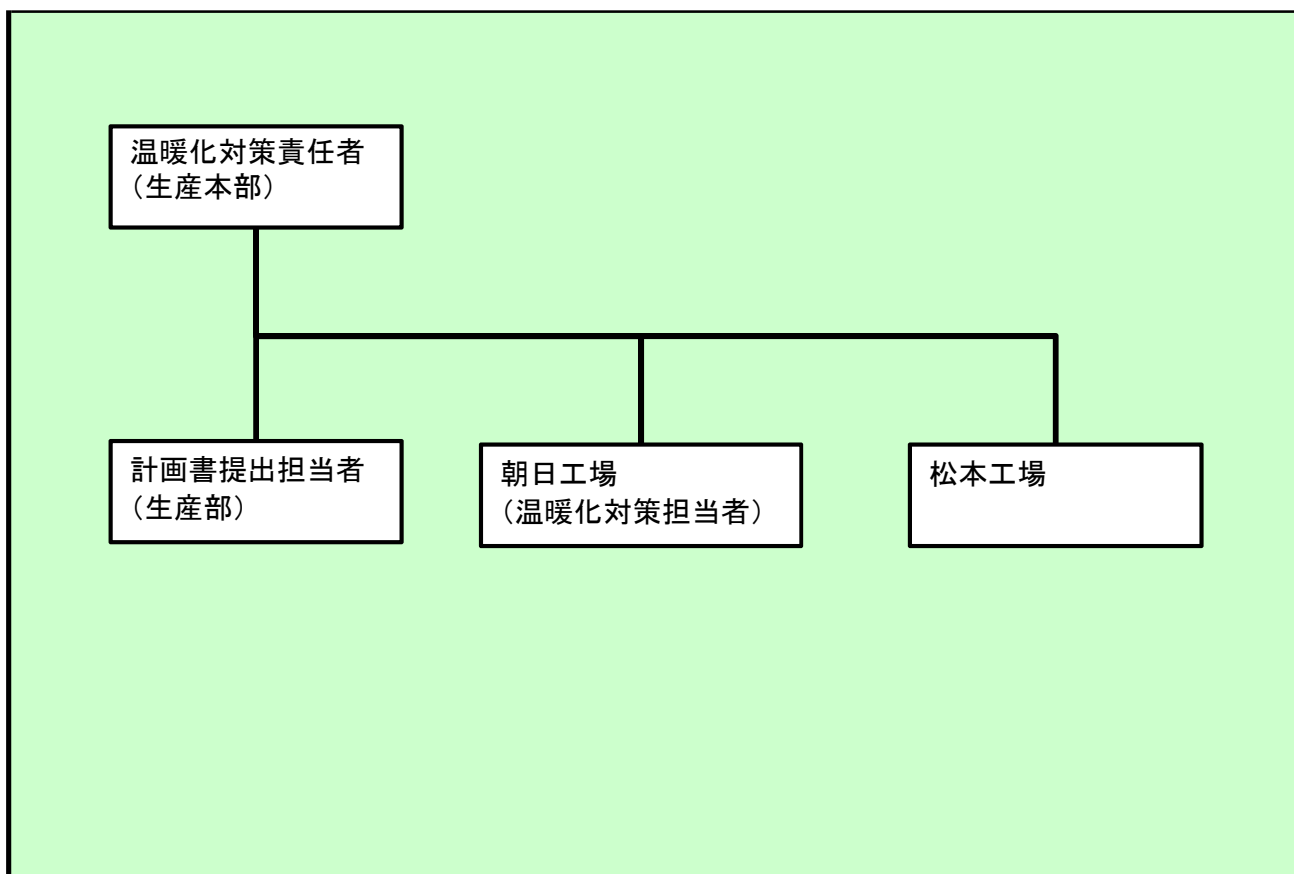 温暖化対策責任者
（生産本部）
計画書提出担当者
（生産部）
朝日工場
（温暖化対策担当者）
松本工場